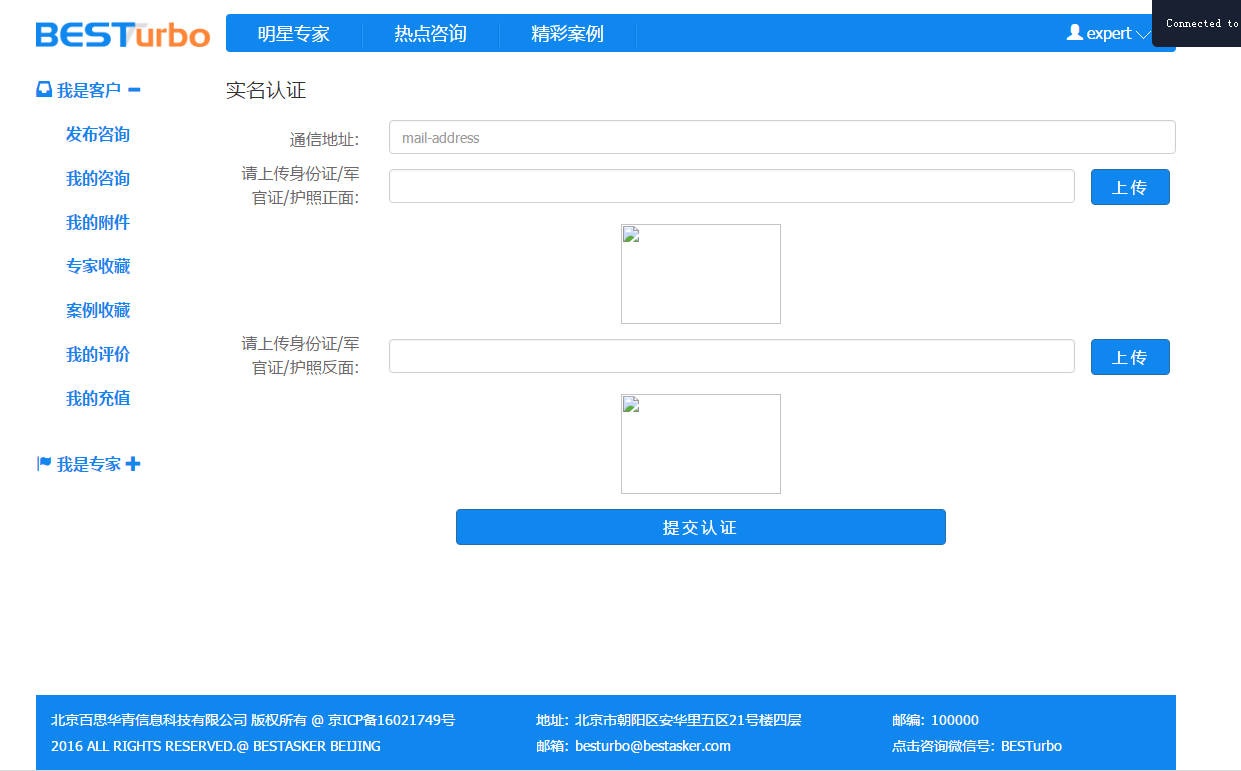 BESTurbo
明星专家 热点咨询 精彩案例 expert
Connected to
我是客户
发布咨询
我的咨询
我的附件
专家收藏
案例收藏
我的评价
我的充值
我是专家
实名认证
通信地址: mail-address
请上传身份证/军
官证/护照正面:
上传
请上传身份证/军
官证/护照反面:
上传
提交认证
北京百思华青信息科技有限公司 版权所有 @ 京ICP备16021749号
2016 ALL RIGHTS RESERVED.@ BESTASKER BEIJING
地址: 北京市朝阳区安华里五区21号楼四层
邮箱: besturbo@bestasker.com
邮编: 100000
点击咨询微信号: BESTurbo